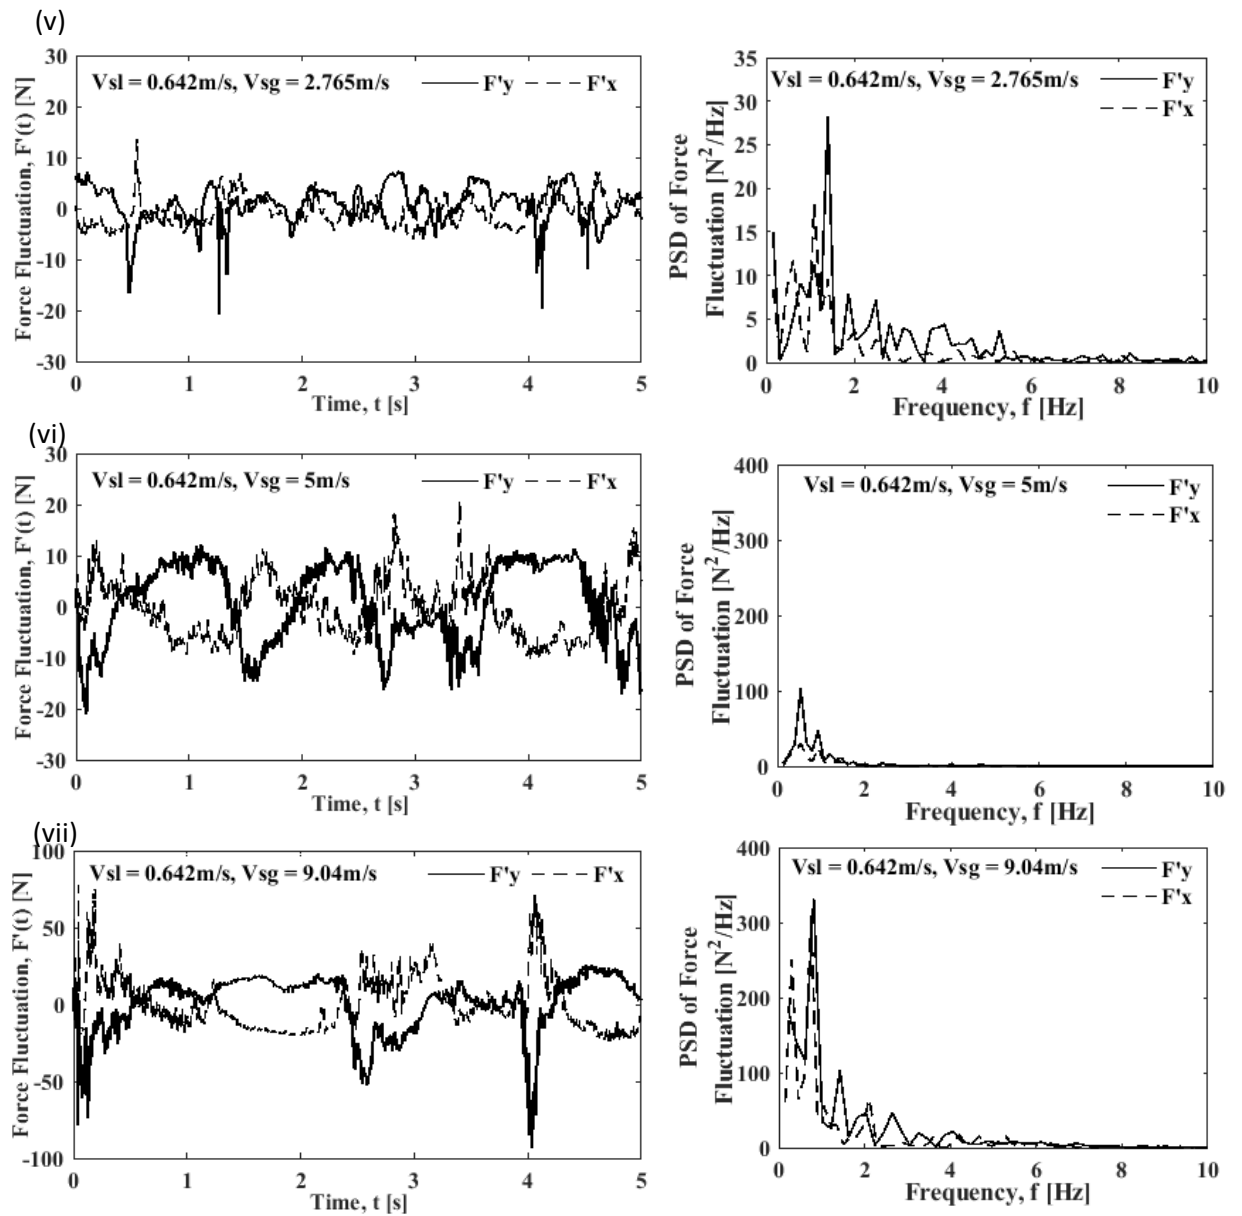 (v)
Vsl = 0.642m/s, Vsg = 2.765m/s
F'y
F'x
Force Fluctuation, F'(t) [N]
30
20
10
0
-10
-20
-30
0
1
2
3
4
5
Time, t [s]
Vsl = 0.642m/s, Vsg = 2.765m/s
F'y
F'x
PSD of Force
Fluctuation [N^2/Hz]
35
30
25
20
15
10
5
0
0
2
4
6
8
10
Frequency, f [Hz]
(vi)
Vsl = 0.642m/s, Vsg = 5m/s
F'y
F'x
Force Fluctuation, F'(t) [N]
30
20
10
0
-10
-20
-30
0
1
2
3
4
5
Time, t [s]
Vsl = 0.642m/s, Vsg = 5m/s
F'y
F'x
PSD of Force
Fluctuation [N^2/Hz]
400
300
200
100
0
0
2
4
6
8
10
Frequency, f [Hz]
(vii)
Vsl = 0.642m/s, Vsg = 9.04m/s
F'y
F'x
Force Fluctuation, F'(t) [N]
100
50
0
-50
-100
0
1
2
3
4
5
Time, t [s]
Vsl = 0.642m/s, Vsg = 9.04m/s
F'y
F'x
PSD of Force
Fluctuation [N^2/Hz]
400
300
200
100
0
0
2
4
6
8
10
Frequency, f [Hz]